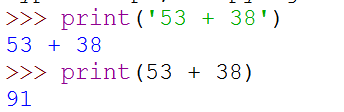 >>> print('53 + 38')
53 + 38
>>> print(53 + 38)
91